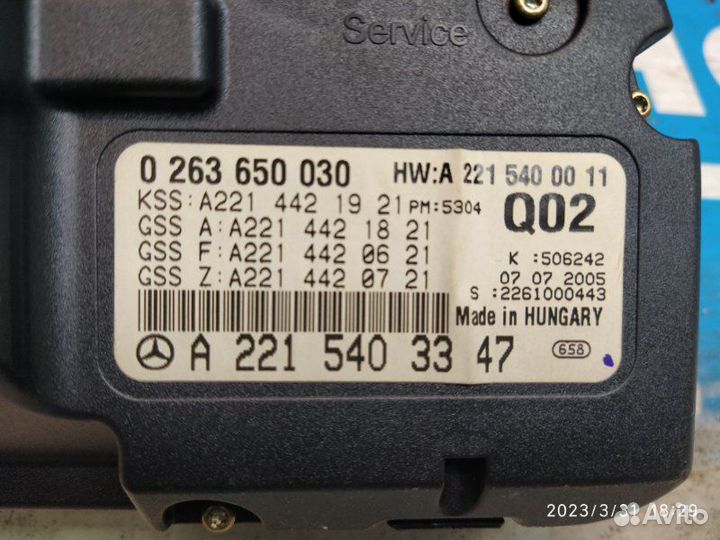 Service
0 263 650 030 HW:A 221 540 00 11
KSS:A221 442 19 21 PM:5304 Q02
GSS A:A221 442 18 21
GSS F:A221 442 06 21 K :506242
GSS Z:A221 442 07 21 07 07 2005
S :2261000443
Made in HUNGARY
A 221 540 33 47 658
2023/3/31 18:29
Avito